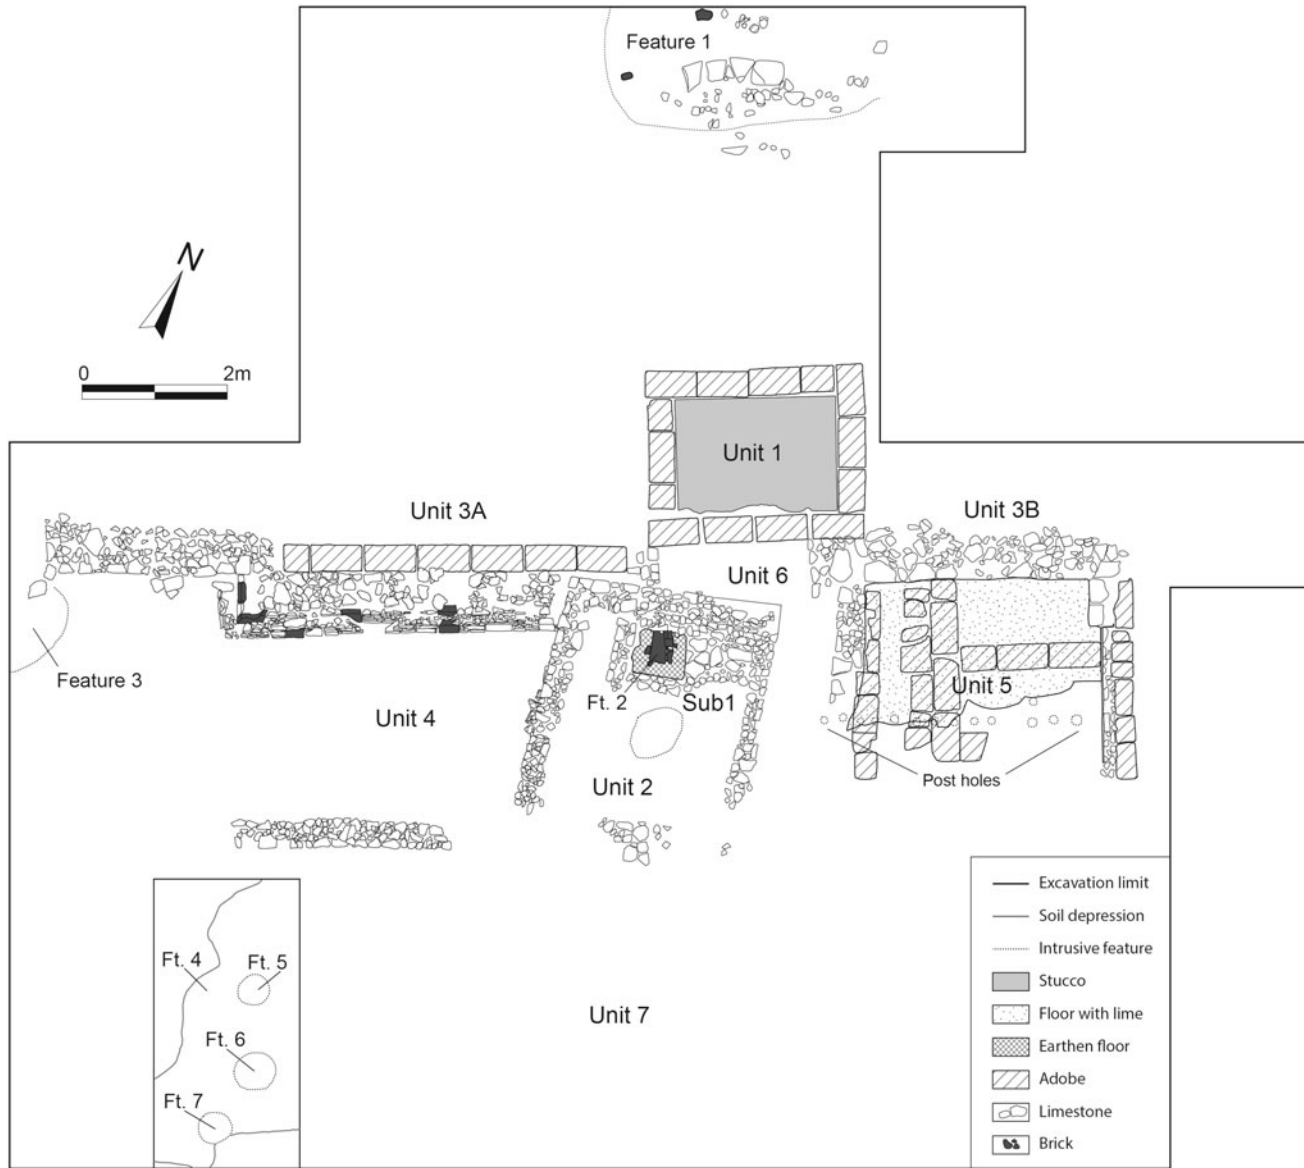 Feature 1
N
0 2m
Unit 1
Unit 3A
Unit 3B
Unit 6
Feature 3
Unit 4
Ft. 2
Sub1
Unit 5
Post holes
Unit 2
Ft. 4
Ft. 5
Ft. 6
Ft. 7
Unit 7
Excavation limit
Soil depression
Intrusive feature
Stucco
Floor with lime
Earthen floor
Adobe
Limestone
Brick